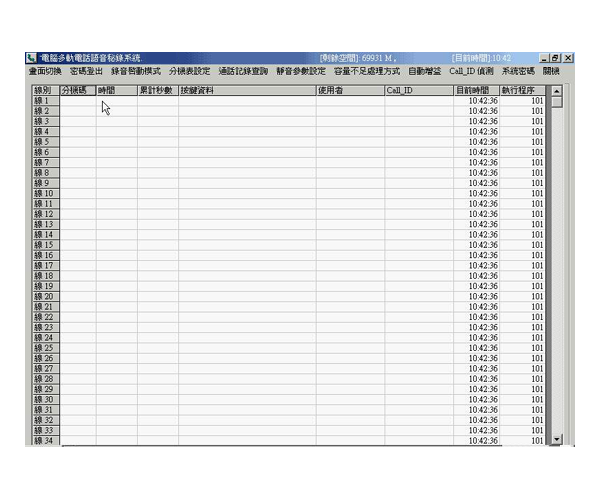 電腦多軌電話語音秘錄系統. [剩餘空間]: 69931 M , [目前時間]:10:42
畫面切換 密碼登出 錄音啓動模式 分機表設定 通話記錄查詢 靜音參數設定 容量不足處理方式 自動增益 Call_ID 偵測 系統密碼 關機
線別 分機碼 時間 累計秒數 按鍵資料 使用者 Call_ID 目前時間 執行程序
線 1 10:42:36 101
線 2 10:42:36 101
線 3 10:42:36 101
線 4 10:42:36 101
線 5 10:42:36 101
線 6 10:42:36 101
線 7 10:42:36 101
線 8 10:42:36 101
線 9 10:42:36 101
線 10 10:42:36 101
線 11 10:42:36 101
線 12 10:42:36 101
線 13 10:42:36 101
線 14 10:42:36 101
線 15 10:42:36 101
線 16 10:42:36 101
線 17 10:42:36 101
線 18 10:42:36 101
線 19 10:42:36 101
線 20 10:42:36 101
線 21 10:42:36 101
線 22 10:42:36 101
線 23 10:42:36 101
線 24 10:42:36 101
線 25 10:42:36 101
線 26 10:42:36 101
線 27 10:42:36 101
線 28 10:42:36 101
線 29 10:42:36 101
線 30 10:42:36 101
線 31 10:42:36 101
線 32 10:42:36 101
線 33 10:42:36 101
線 34 10:42:36 101